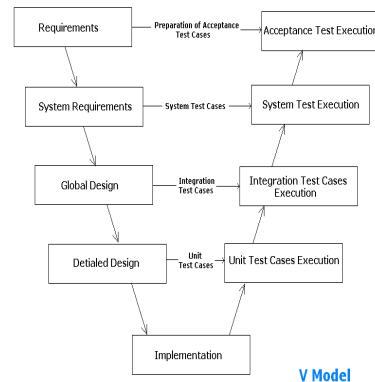 Requirements
Preparation of Acceptance
Test Cases
Acceptance Test Execution
System Requirements
System Test Cases
System Test Execution
Global Design
Integration
Test Cases
Integration Test Cases
Execution
Detialed Design
Unit
Test Cases
Unit Test Cases Execution
Implementation
V Model